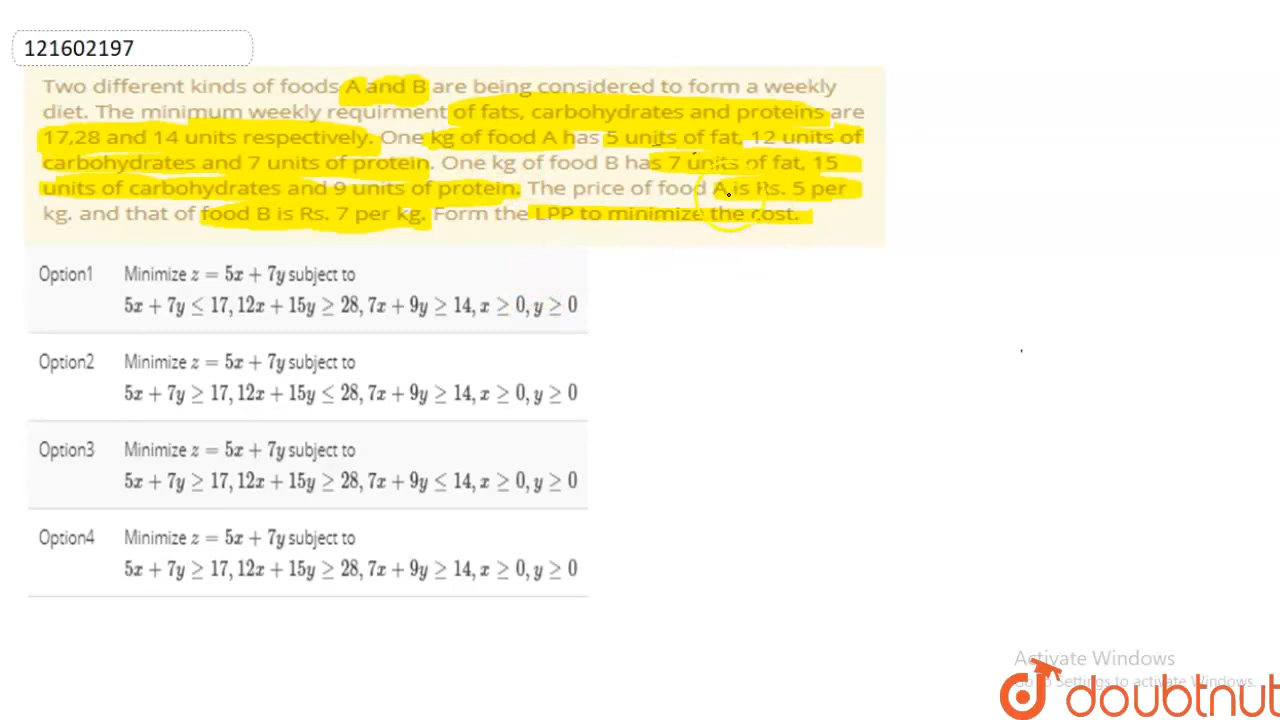 121602197
Two different kinds of foods A and B are being considered to form a weekly
diet. The minimum weekly requirment of fats, carbohydrates and proteins are
17,28 and 14 units respectively. One kg of food A has 5 units of fat, 12 units of
carbohydrates and 7 units of protein. One kg of food B has 7 units of fat, 15
units of carbohydrates and 9 units of protein. The price of food A is Rs. 5 per
kg. and that of food B is Rs. 7 per kg. Form the LPP to minimize the cost.
Option1 Minimize z = 5x + 7y subject to
5x + 7y ≤ 17, 12x + 15y ≥ 28, 7x + 9y ≥ 14, x ≥ 0, y ≥ 0
Option2 Minimize z = 5x + 7y subject to
5x + 7y ≥ 17, 12x + 15y ≤ 28, 7x + 9y ≥ 14, x ≥ 0, y ≥ 0
Option3 Minimize z = 5x + 7y subject to
5x + 7y ≥ 17, 12x + 15y ≥ 28, 7x + 9y ≤ 14, x ≥ 0, y ≥ 0
Option4 Minimize z = 5x + 7y subject to
5x + 7y ≥ 17, 12x + 15y ≥ 28, 7x + 9y ≥ 14, x ≥ 0, y ≥ 0
Activate Windows
Go to Settings to activate Windows.
doubtnut